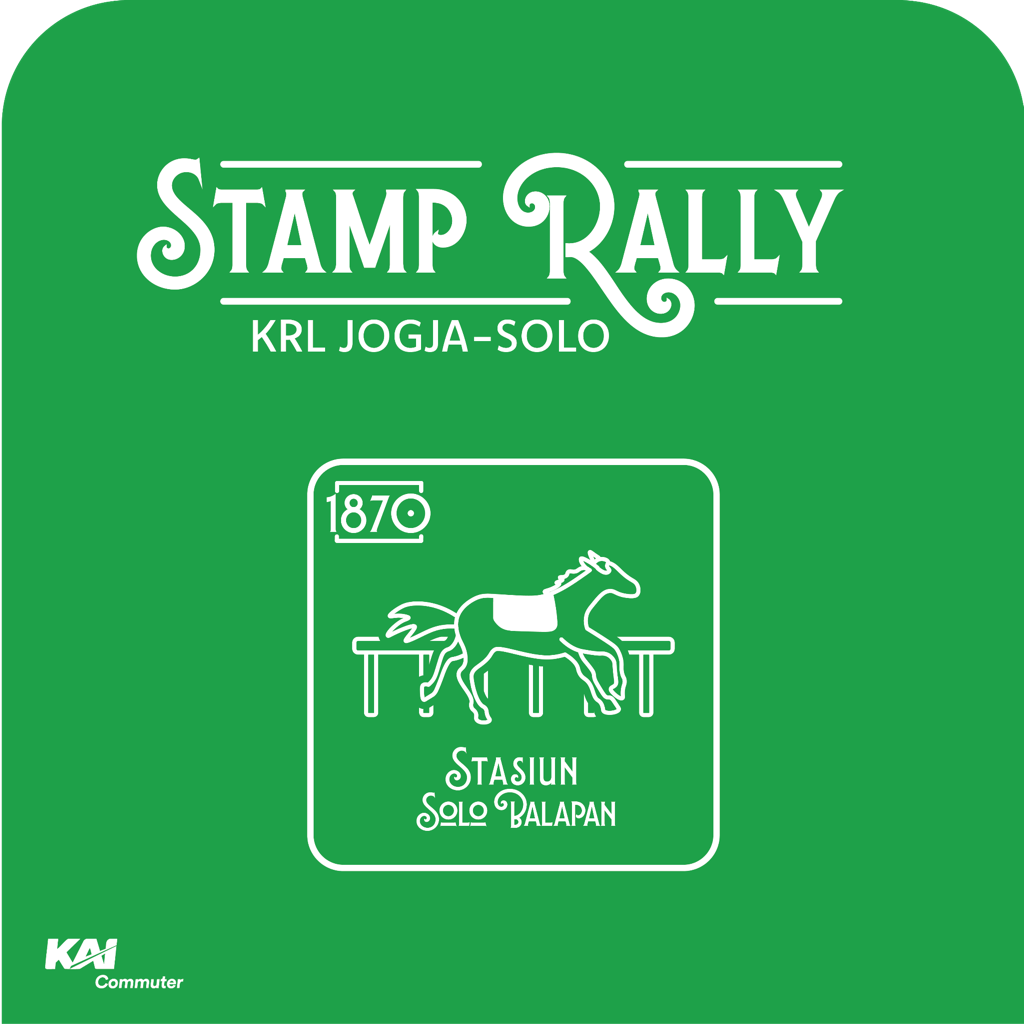 STAMP RALLY
KRL JOGJA-SOLO
1870
STASIUN
SOLO BALAPAN
KAI
Commuter